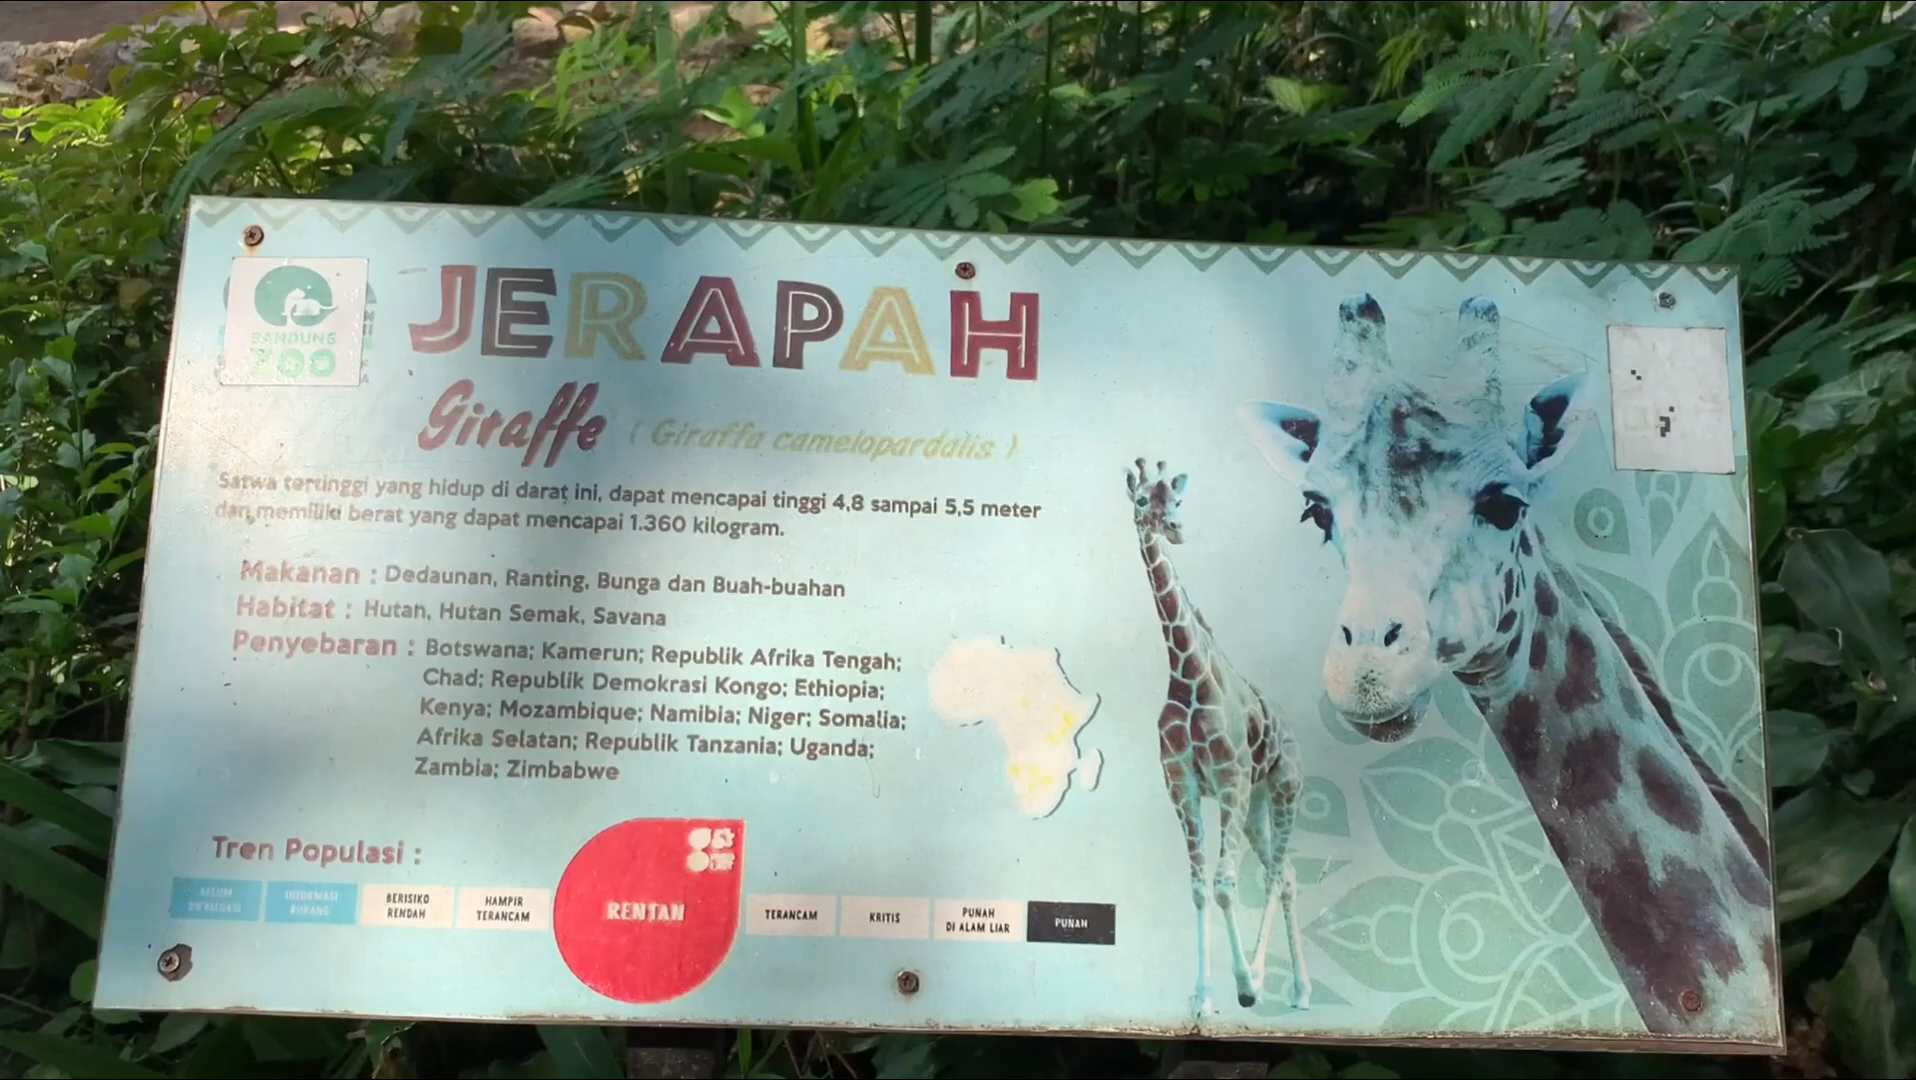 BANDUNG
ZOO
JERAPAH
Giraffe ( Giraffa camelopardalis )
Satwa tertinggi yang hidup di darat ini, dapat mencapai tinggi 4,8 sampai 5,5 meter
dan memiliki berat yang dapat mencapai 1.360 kilogram.
Makanan : Dedaunan, Ranting, Bunga dan Buah-buahan
Habitat : Hutan, Hutan Semak, Savana
Penyebaran : Botswana; Kamerun; Republik Afrika Tengah;
Chad; Republik Demokrasi Kongo; Ethiopia;
Kenya; Mozambique; Namibia; Niger; Somalia;
Afrika Selatan; Republik Tanzania; Uganda;
Zambia; Zimbabwe
Tren Populasi :
BELUM
DIEVALUASI
INFORMASI
KURANG
BERISIKO
RENDAH
HAMPIR
TERANCAM
RENTAN
TERANCAM
KRITIS
PUNAH
DI ALAM LIAR
PUNAH